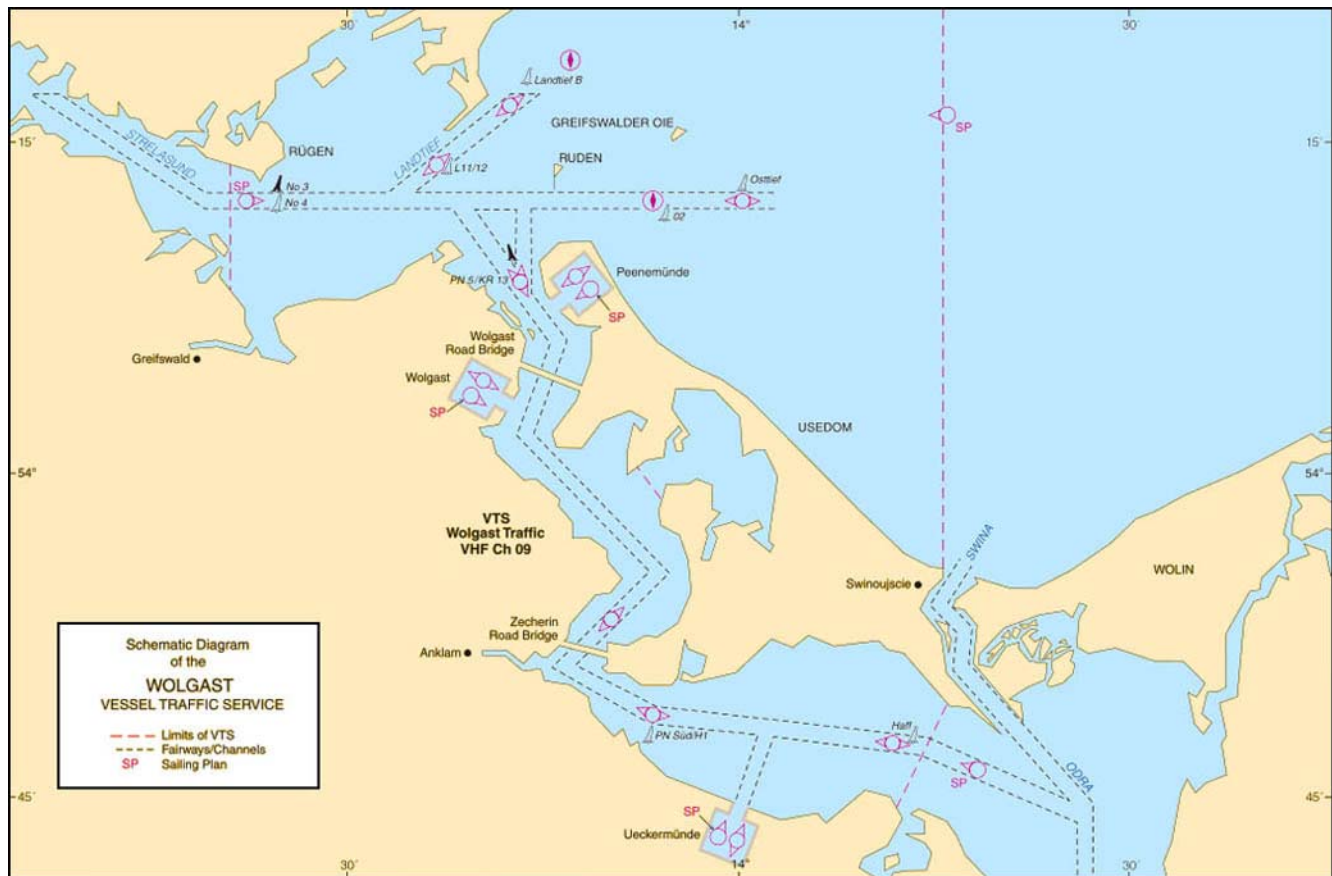 30´
14°
30´
Landtief B
GREIFSWALDER OIE
SP
15´
15´
STRELASUND
RÜGEN
LANDTIEF
L11/12
RUDEN
SP
No 3
No 4
Osttief
02
PN 5/KR 13
Peenemünde
SP
Wolgast
Road Bridge
Greifswald
Wolgast
SP
USEDOM
54°
54°
VTS
Wolgast Traffic
VHF Ch 09
SWINA
Swinoujscie
WOLIN
Zecherin
Road Bridge
Anklam
Schematic Diagram
of the
WOLGAST
VESSEL TRAFFIC SERVICE
Limits of VTS
Fairways/Channels
SP Sailing Plan
PN Süd/H1
Haff
SP
ODRA
45´
45´
SP
Ueckermünde
30´
14°
30´